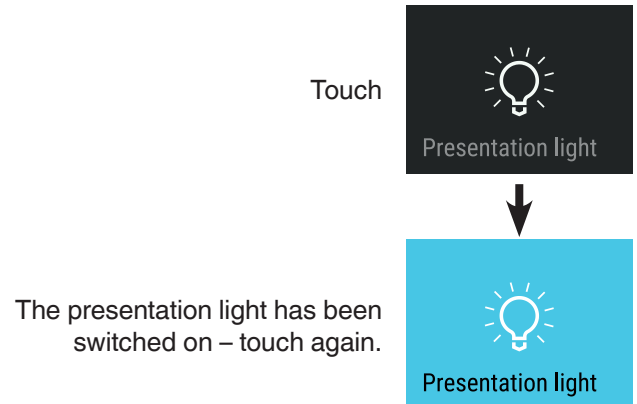 Touch
Presentation light
The presentation light has been
switched on – touch again.
Presentation light